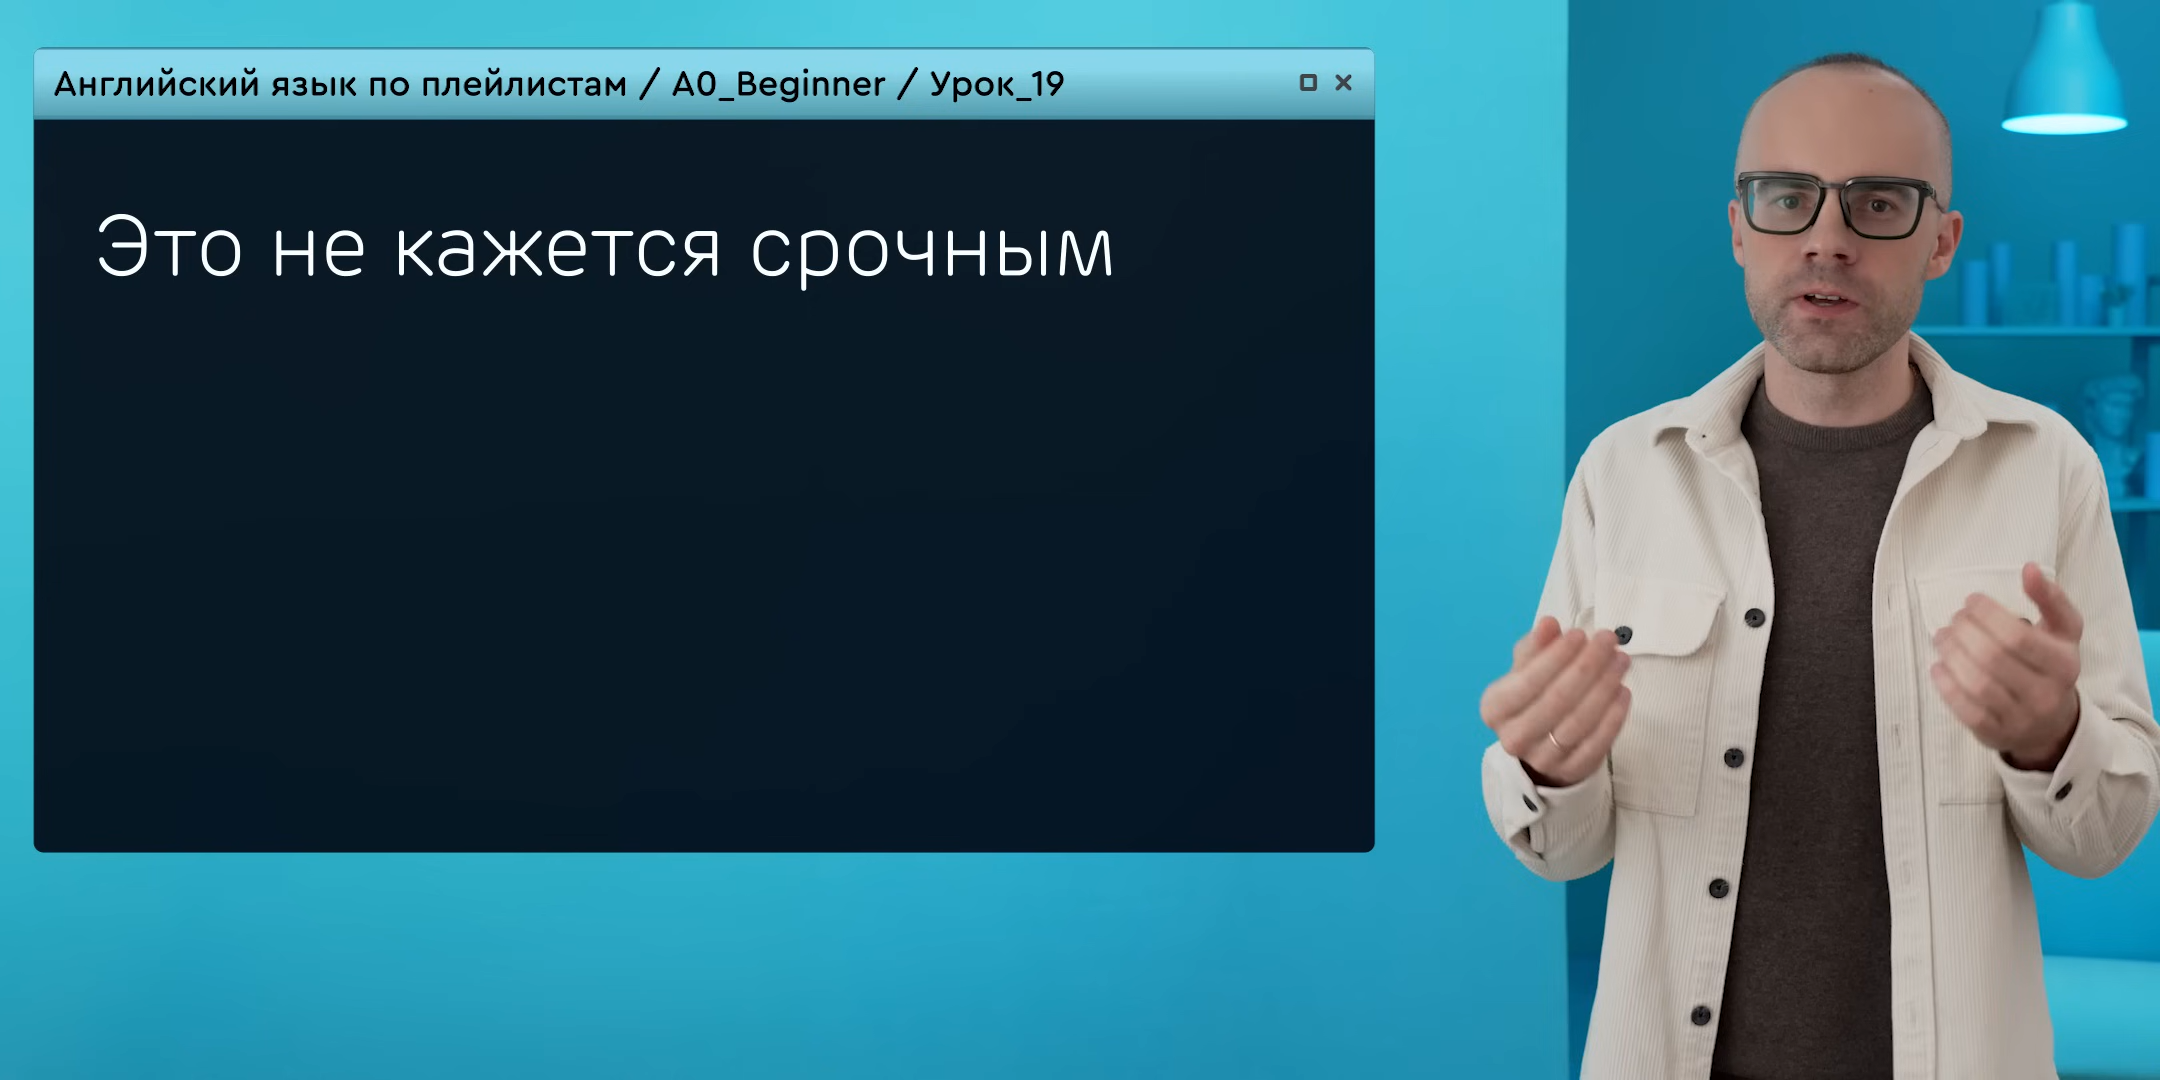 Английский язык по плейлистам / A0_Beginner / Урок_19
Это не кажется срочным